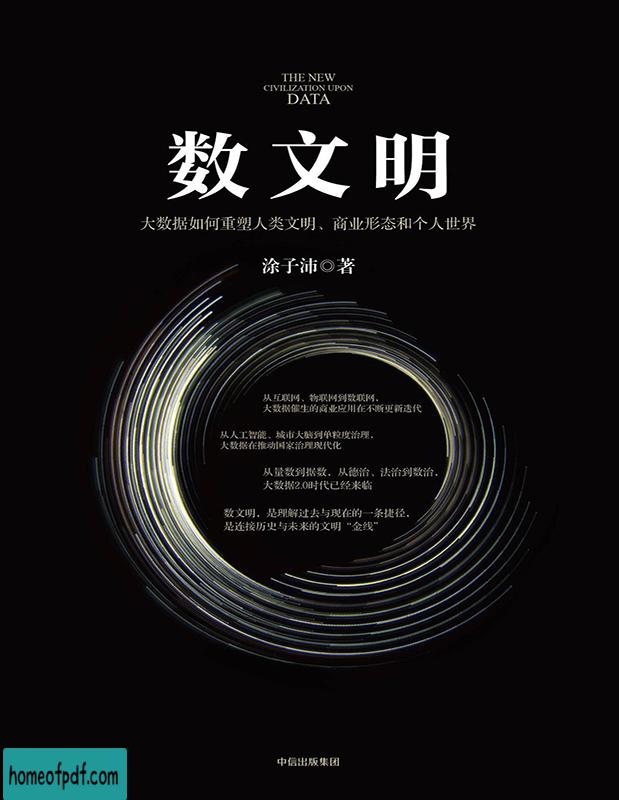 THE NEW
CIVILIZATION UPON
DATA
数文明
大数据如何重塑人类文明、商业形态和个人世界
涂子沛◎著
从互联网、物联网到数联网，
大数据催生的商业应用在不断更新迭代
从人工智能、城市大脑到单粒度治理，
大数据在推动国家治理现代化
从量数到据数，从德治、法治到数治，
大数据2.0时代已经来临
数文明，是理解过去与现在的一条捷径，
是连接历史与未来的文明“金线”
中信出版集团
homeofpdf.com